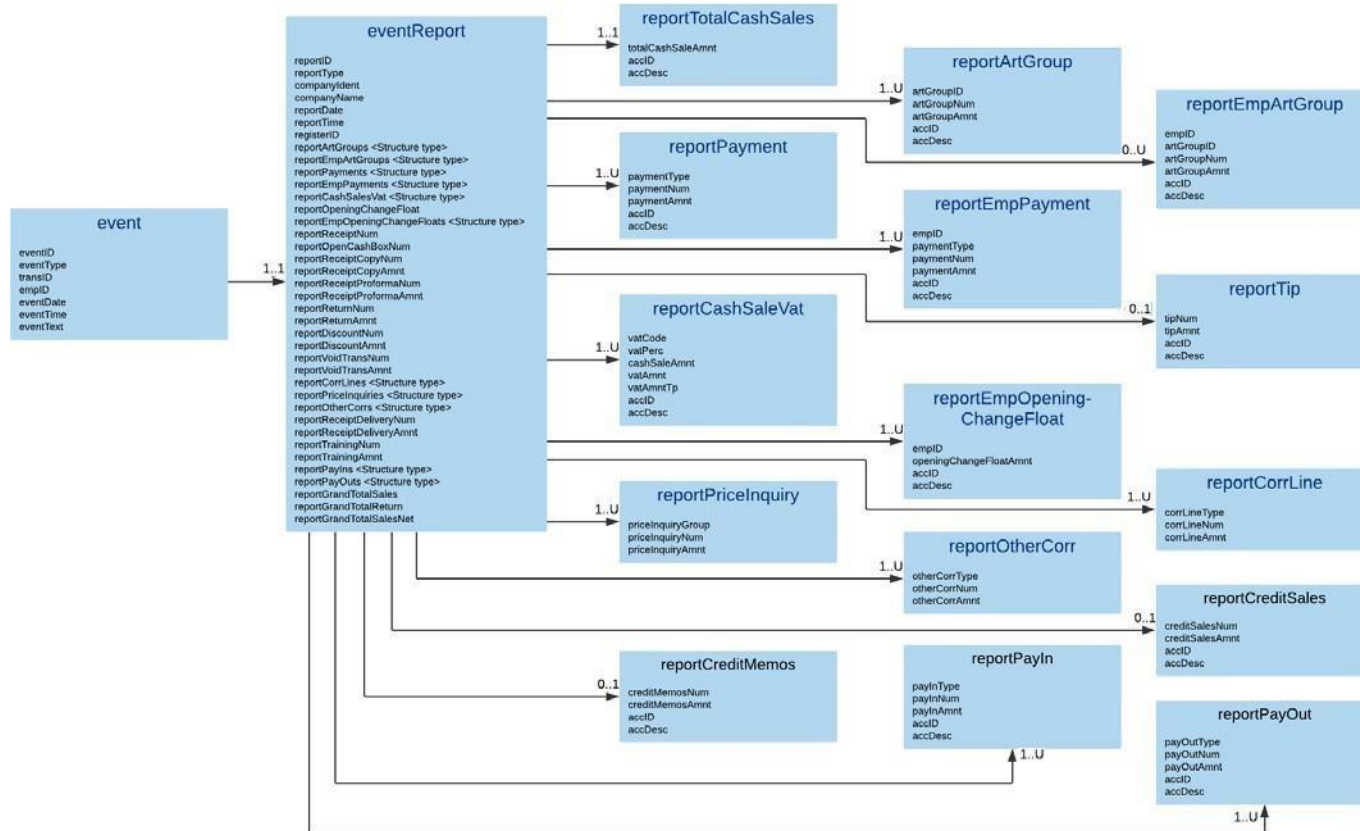 event
eventID
eventType
transID
empID
eventDate
eventTime
eventText
1..1
eventReport
reportID
reportType
companyIdent
companyName
reportDate
reportTime
registerID
reportArtGroups <Structure type>
reportEmpArtGroups <Structure type>
reportPayments <Structure type>
reportEmpPayments <Structure type>
reportCashSalesVat <Structure type>
reportOpeningChangeFloat
reportEmpOpeningChangeFloats <Structure type>
reportReceiptNum
reportOpenCashBoxNum
reportReceiptCopyNum
reportReceiptCopyAmnt
reportReceiptProformaNum
reportReceiptProformaAmnt
reportReturnNum
reportReturnAmnt
reportDiscountNum
reportDiscountAmnt
reportVoidTransNum
reportVoidTransAmnt
reportCorrLines <Structure type>
reportPriceInquiries <Structure type>
reportOtherCorrs <Structure type>
reportReceiptDeliveryNum
reportReceiptDeliveryAmnt
reportTrainingNum
reportTrainingAmnt
reportPayIns <Structure type>
reportPayOuts <Structure type>
reportGrandTotalSales
reportGrandTotalReturn
reportGrandTotalSalesNet
1..1
reportTotalCashSales
totalCashSaleAmnt
accID
accDesc
1..U
reportPayment
paymentType
paymentNum
paymentAmnt
accID
accDesc
1..U
reportCashSaleVat
vatCode
vatPerc
cashSaleAmnt
vatAmnt
vatAmntTp
accID
accDesc
1..U
reportPriceInquiry
priceInquiryGroup
priceInquiryNum
priceInquiryAmnt
0..1
reportCreditMemos
creditMemosNum
creditMemosAmnt
accID
accDesc
1..U
reportArtGroup
artGroupID
artGroupNum
artGroupAmnt
accID
accDesc
1..U
reportEmpPayment
empID
paymentType
paymentNum
paymentAmnt
accID
accDesc
1..U
reportEmpOpening-
ChangeFloat
empID
openingChangeFloatAmnt
accID
accDesc
1..U
reportOtherCorr
otherCorrType
otherCorrNum
otherCorrAmnt
reportPayIn
payInType
payInNum
payInAmnt
accID
accDesc
1..U
0..U
reportEmpArtGroup
empID
artGroupID
artGroupNum
artGroupAmnt
accID
accDesc
0..1
reportTip
tipNum
tipAmnt
accID
accDesc
1..U
reportCorrLine
corrLineType
corrLineNum
corrLineAmnt
0..1
reportCreditSales
creditSalesNum
creditSalesAmnt
accID
accDesc
reportPayOut
payOutType
payOutNum
payOutAmnt
accID
accDesc
1..U